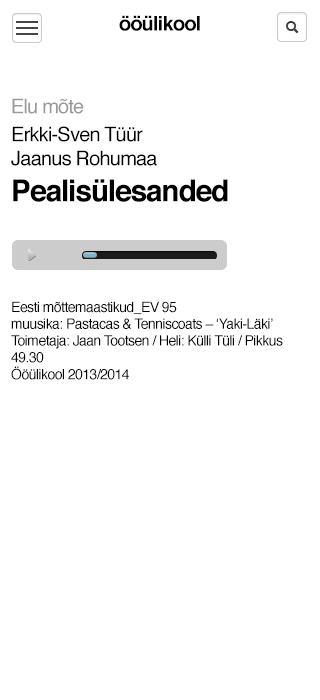 ööülikool
Elu mõte
Erkki-Sven Tüür
Jaanus Rohumaa
Pealisülesanded
Eesti mõttemaastikud_EV 95
muusika: Pastacas & Tenniscoats – ‘Yaki-Läki’
Toimetaja: Jaan Tootsen / Heli: Külli Tüli / Pikkus
49.30
Ööülikool 2013/2014